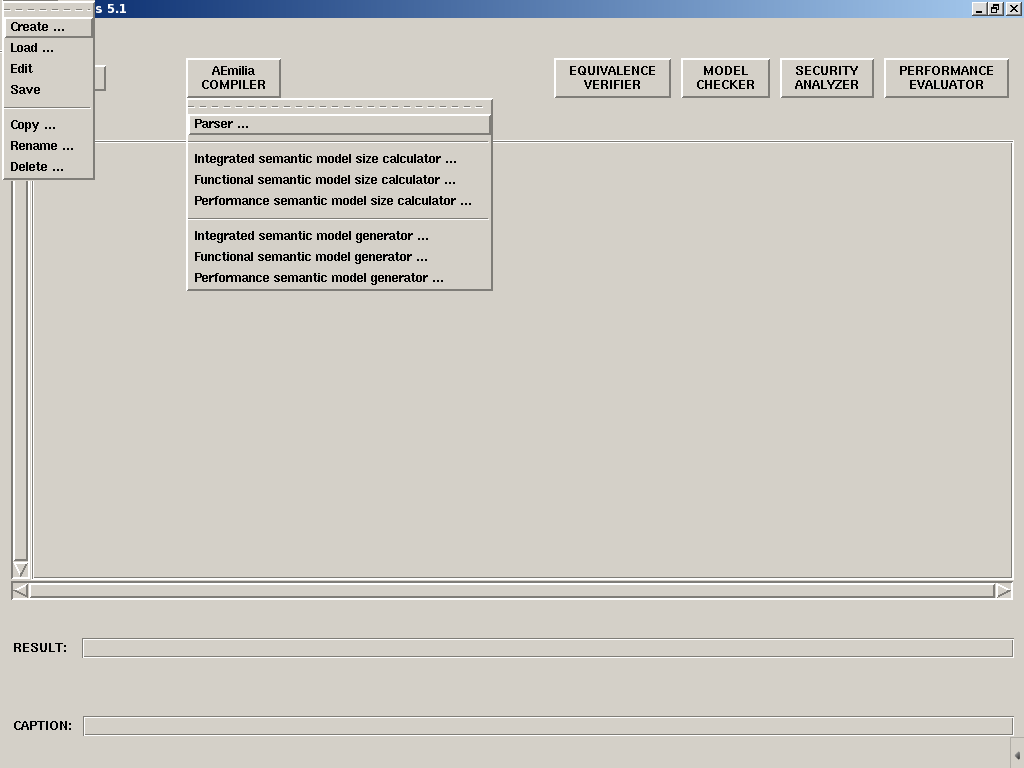 s 5.1
Create ...
Load ...
Edit
Save
Copy ...
Rename ...
Delete ...
AEmilia
COMPILER
EQUIVALENCE
VERIFIER
MODEL
CHECKER
SECURITY
ANALYZER
PERFORMANCE
EVALUATOR
Parser ...
Integrated semantic model size calculator ...
Functional semantic model size calculator ...
Performance semantic model size calculator ...
Integrated semantic model generator ...
Functional semantic model generator ...
Performance semantic model generator ...
RESULT:
CAPTION: